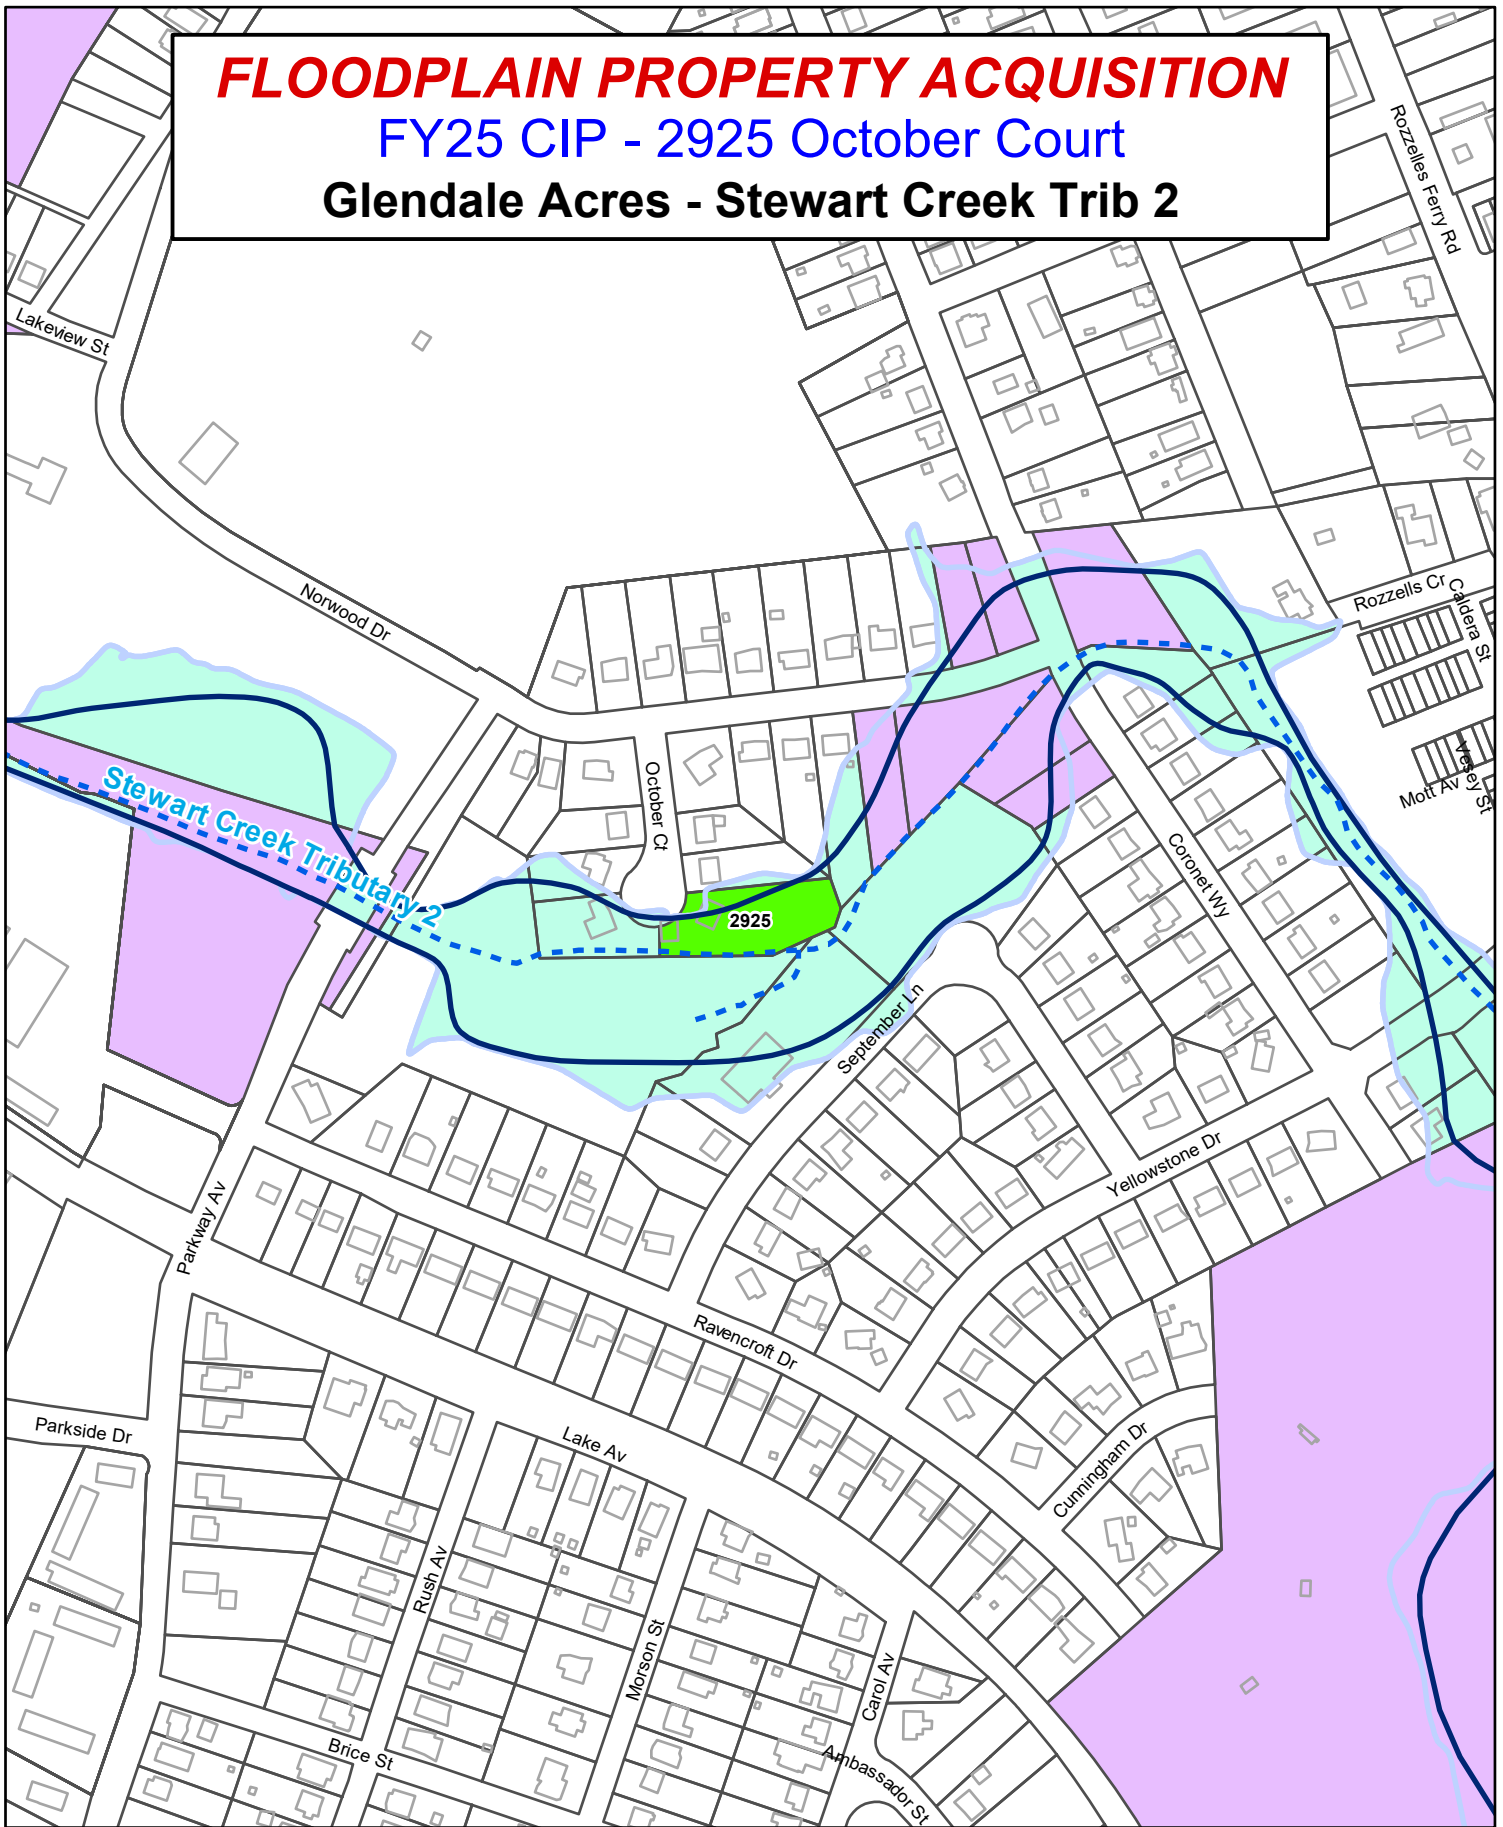 FLOODPLAIN PROPERTY ACQUISITION
FY25 CIP - 2925 October Court
Glendale Acres - Stewart Creek Trib 2
Rozzelles Ferry Rd
Lakeview St
Norwood Dr
Rozzells Cr
Caldera St
Vesey St
Mott Av
October Ct
Stewart Creek Tributary 2
Coronet Wy
2925
September Ln
Yellowstone Dr
Parkway Av
Ravencroft Dr
Parkside Dr
Lake Av
Cunningham Dr
Rush Av
Morson St
Carol Av
Brice St
Ambassador St